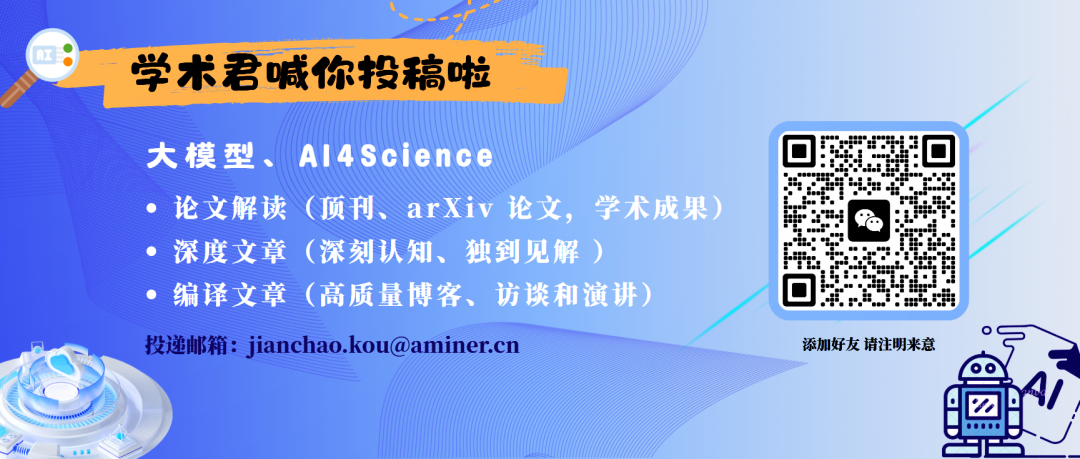 AI
学术君喊你投稿啦
大模型、AI4Science
• 论文解读（顶刊、arXiv 论文，学术成果）
• 深度文章（深刻认知、独到见解 ）
• 编译文章（高质量博客、访谈和演讲）
投递邮箱：jianchao.kou@aminer.cn
添加好友 请注明来意
AI